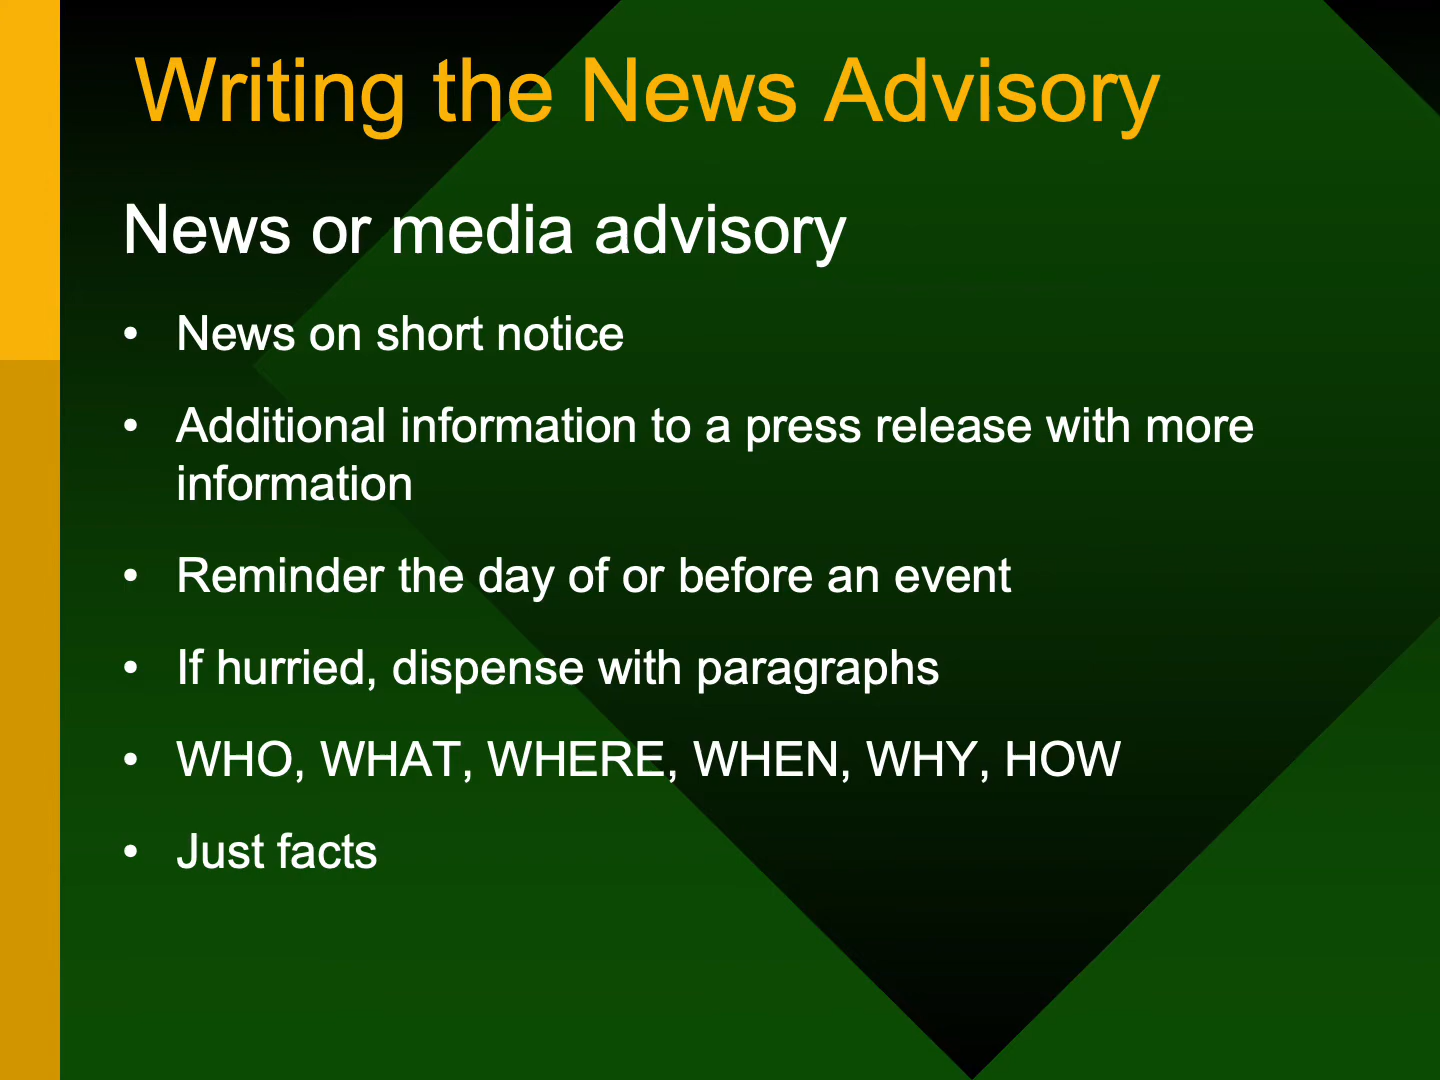 Writing the News Advisory
News or media advisory
• News on short notice
• Additional information to a press release with more
information
• Reminder the day of or before an event
• If hurried, dispense with paragraphs
• WHO, WHAT, WHERE, WHEN, WHY, HOW
• Just facts